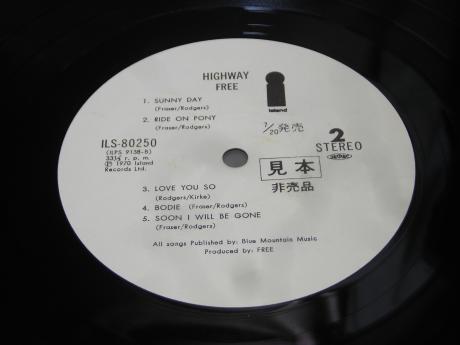 HIGHWAY
FREE
island
1. SUNNY DAY
(Fraser/Rodgers)
2. RIDE ON PONY
(Fraser/Rodgers)
7/20発売
ILS-80250
(ILPS 9138-B)
33⅓ r. p. m.
Ⓟ 1970 Island
Records Ltd.
2
STEREO
見本
非売品
3. LOVE YOU SO
(Rodgers/Kirke)
4. BODIE (Fraser/Rodgers)
5. SOON I WILL BE GONE
(Fraser/Rodgers)
All songs Published by: Blue Mountain Music
Produced by: FREE